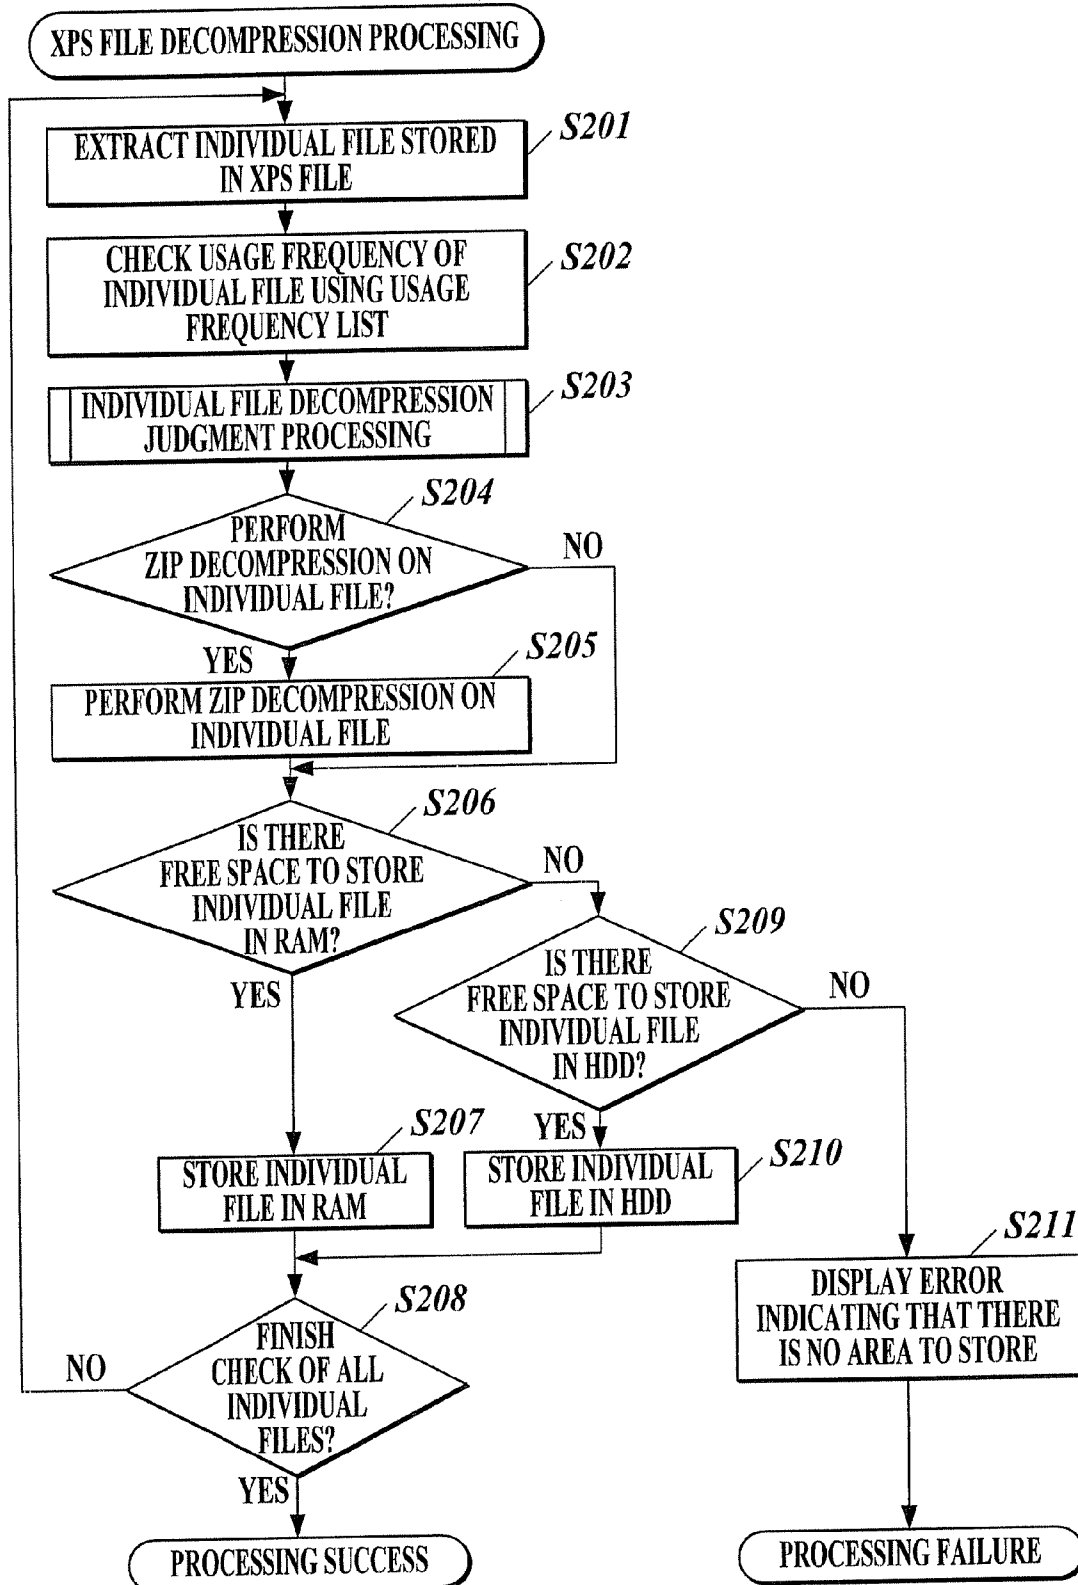 XPS FILE DECOMPRESSION PROCESSING
S201
EXTRACT INDIVIDUAL FILE STORED
IN XPS FILE
S202
CHECK USAGE FREQUENCY OF
INDIVIDUAL FILE USING USAGE
FREQUENCY LIST
S203
INDIVIDUAL FILE DECOMPRESSION
JUDGMENT PROCESSING
S204
PERFORM
ZIP DECOMPRESSION ON
INDIVIDUAL FILE?
NO
YES
S205
PERFORM ZIP DECOMPRESSION ON
INDIVIDUAL FILE
S206
IS THERE
FREE SPACE TO STORE
INDIVIDUAL FILE
IN RAM?
NO
YES
S209
IS THERE
FREE SPACE TO STORE
INDIVIDUAL FILE
IN HDD?
NO
YES
S207
STORE INDIVIDUAL
FILE IN RAM
S210
STORE INDIVIDUAL
FILE IN HDD
S211
DISPLAY ERROR
INDICATING THAT THERE
IS NO AREA TO STORE
S208
FINISH
CHECK OF ALL
INDIVIDUAL
FILES?
NO
YES
PROCESSING SUCCESS
PROCESSING FAILURE